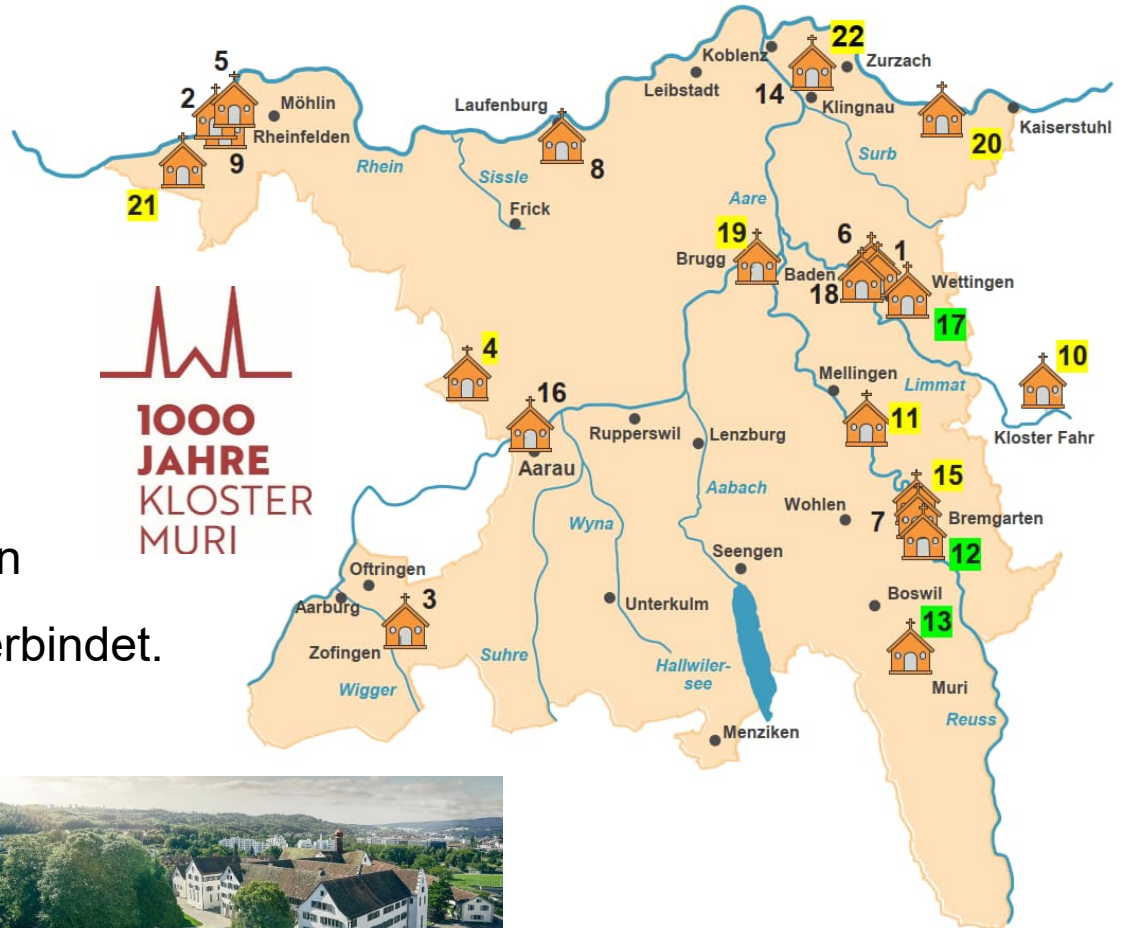 22
5
Koblenz
Zurzach
2
Möhlin
Leibstadt
14
Laufenburg
Klingnau
Rheinfelden
Kaiserstuhl
9
Rhein
8
Surb
20
Sissle
21
Aare
Frick
19
6
1
Brugg
Baden
Wettingen
18
17
4
10
Mellingen
Limmat
16
11
1000
JAHRE
KLOSTER
MURI
Rupperswil
Lenzburg
Kloster Fahr
Aarau
15
Aabach
Wohlen
7
Bremgarten
Wyna
12
n
Seengen
Oftringen
Boswil
3
Unterkulm
13
Aarburg
erbindet.
Zofingen
Suhre
Hallwiler-
see
Muri
Wigger
Reuss
Menziken